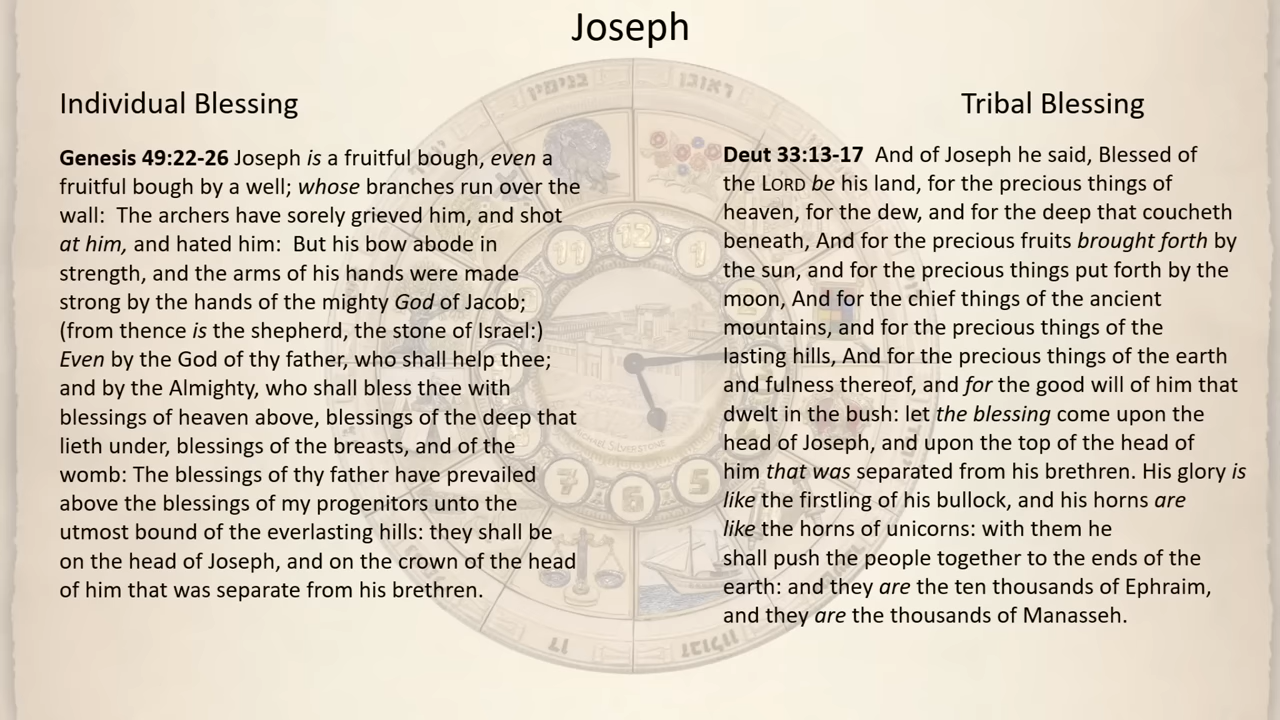 Joseph
Individual Blessing
Genesis 49:22-26 Joseph is a fruitful bough, even a
fruitful bough by a well; whose branches run over the
wall: The archers have sorely grieved him, and shot
at him, and hated him: But his bow abode in
strength, and the arms of his hands were made
strong by the hands of the mighty God of Jacob;
(from thence is the shepherd, the stone of Israel:)
Even by the God of thy father, who shall help thee;
and by the Almighty, who shall bless thee with
blessings of heaven above, blessings of the deep that
lieth under, blessings of the breasts, and of the
womb: The blessings of thy father have prevailed
above the blessings of my progenitors unto the
utmost bound of the everlasting hills: they shall be
on the head of Joseph, and on the crown of the head
of him that was separate from his brethren.
Tribal Blessing
Deut 33:13-17 And of Joseph he said, Blessed of
the LORD be his land, for the precious things of
heaven, for the dew, and for the deep that coucheth
beneath, And for the precious fruits brought forth by
the sun, and for the precious things put forth by the
moon, And for the chief things of the ancient
mountains, and for the precious things of the
lasting hills, And for the precious things of the earth
and fulness thereof, and for the good will of him that
dwelt in the bush: let the blessing come upon the
head of Joseph, and upon the top of the head of
him that was separated from his brethren. His glory is
like the firstling of his bullock, and his horns are
like the horns of unicorns: with them he
shall push the people together to the ends of the
earth: and they are the ten thousands of Ephraim,
and they are the thousands of Manasseh.
בנימין
ראובן
11
12
1
7
6
5
דן
זבולון